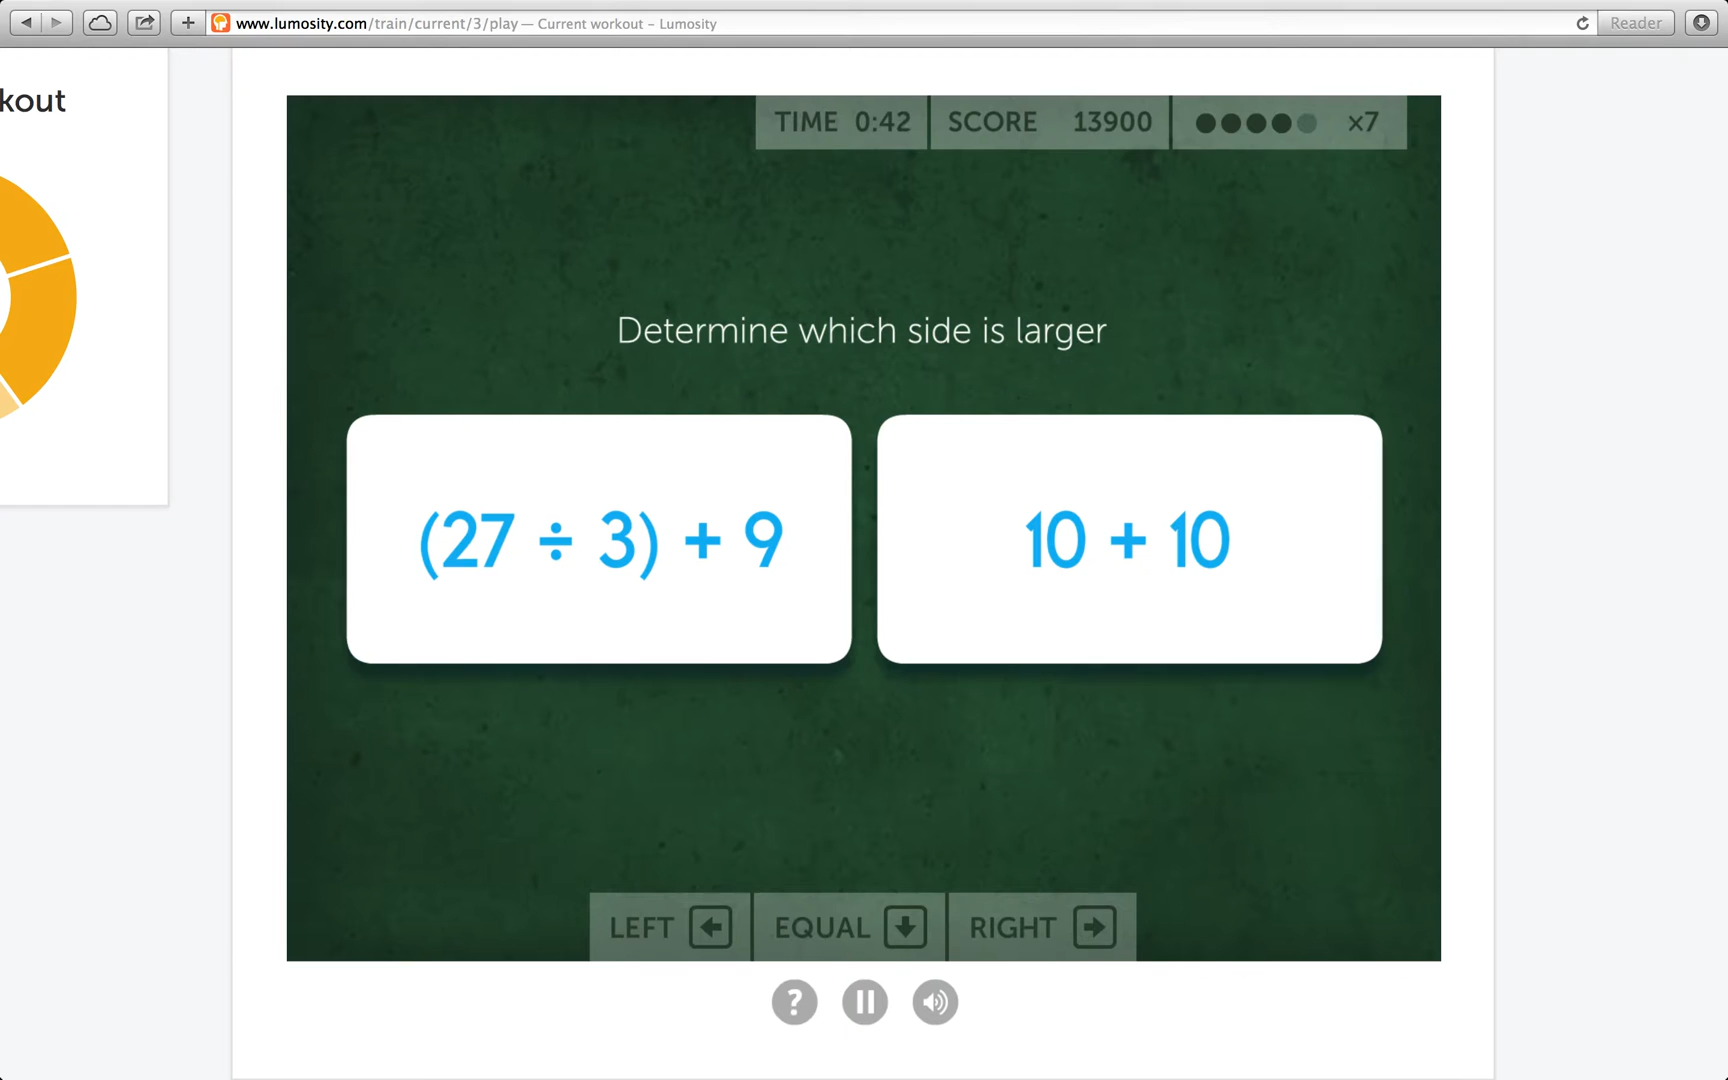 www.lumosity.com/train/current/3/play — Current workout – Lumosity
Reader
kout
TIME 0:42 SCORE 13900 x7
Determine which side is larger
(27 ÷ 3) + 9
10 + 10
LEFT EQUAL RIGHT
?